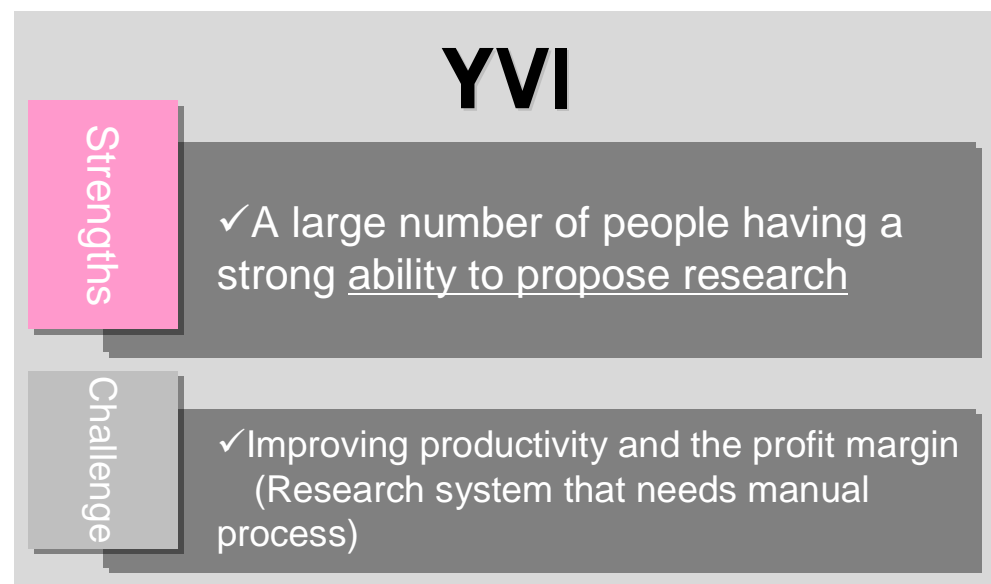 YVI
Strengths
✓A large number of people having a
strong ability to propose research
Challenge
✓Improving productivity and the profit margin
(Research system that needs manual
process)